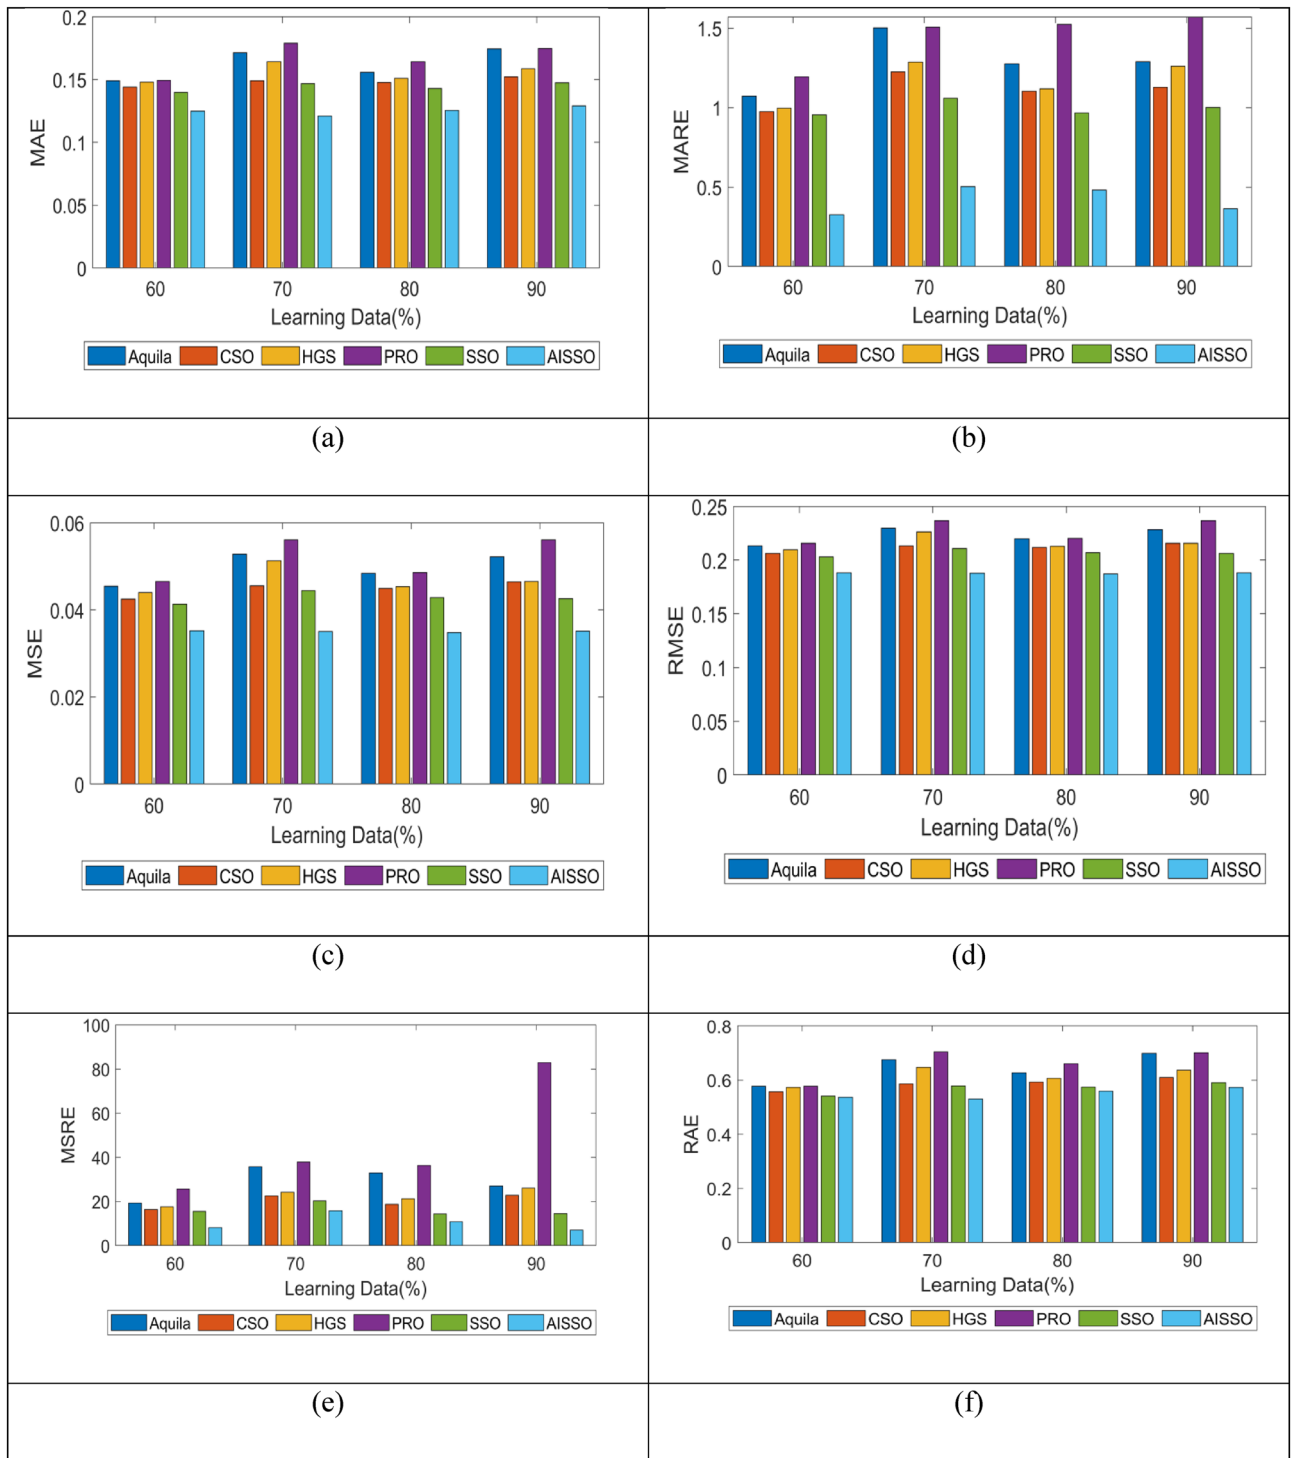 0.2
0.15
0.1
0.05
0
MAE
60 70 80 90
Learning Data(%)
Aquila CSO HGS PRO SSO AISSO
(a)
1.5
1
0.5
0
MARE
60 70 80 90
Learning Data(%)
Aquila CSO HGS PRO SSO AISSO
(b)
0.06
0.04
0.02
0
MSE
60 70 80 90
Learning Data(%)
Aquila CSO HGS PRO SSO AISSO
(c)
0.25
0.2
0.15
0.1
0.05
0
RMSE
60 70 80 90
Learning Data(%)
Aquila CSO HGS PRO SSO AISSO
(d)
100
80
60
40
20
0
MSRE
60 70 80 90
Learning Data(%)
Aquila CSO HGS PRO SSO AISSO
(e)
0.8
0.6
0.4
0.2
0
RAE
60 70 80 90
Learning Data(%)
Aquila CSO HGS PRO SSO AISSO
(f)